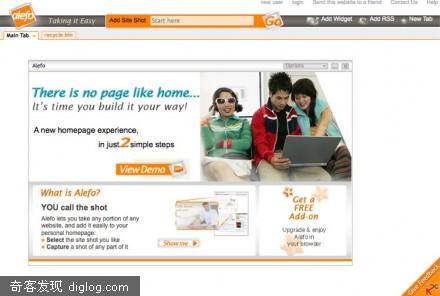 new user login Send this website to a friend Contact Us Help
alefo Taking it Easy Add Site Shot Start here Go Add Widget Add RSS New Tab
Main Tab recycle bin
Alefo Options
There is no page like home...
It's time you build it your way!
A new homepage experience,
in just 2 simple steps
View Demo
What is Alefo?
YOU call the shot
Alefo lets you take any portion of any
website, and add it easily to your
personal homepage:
Select the site shot you like
Capture a shot of any part of it
Show me
Get a
FREE
Add-on
Upgrade & enjoy
Alefo in
your browser
Give Feedback
奇客发现 diglog.com